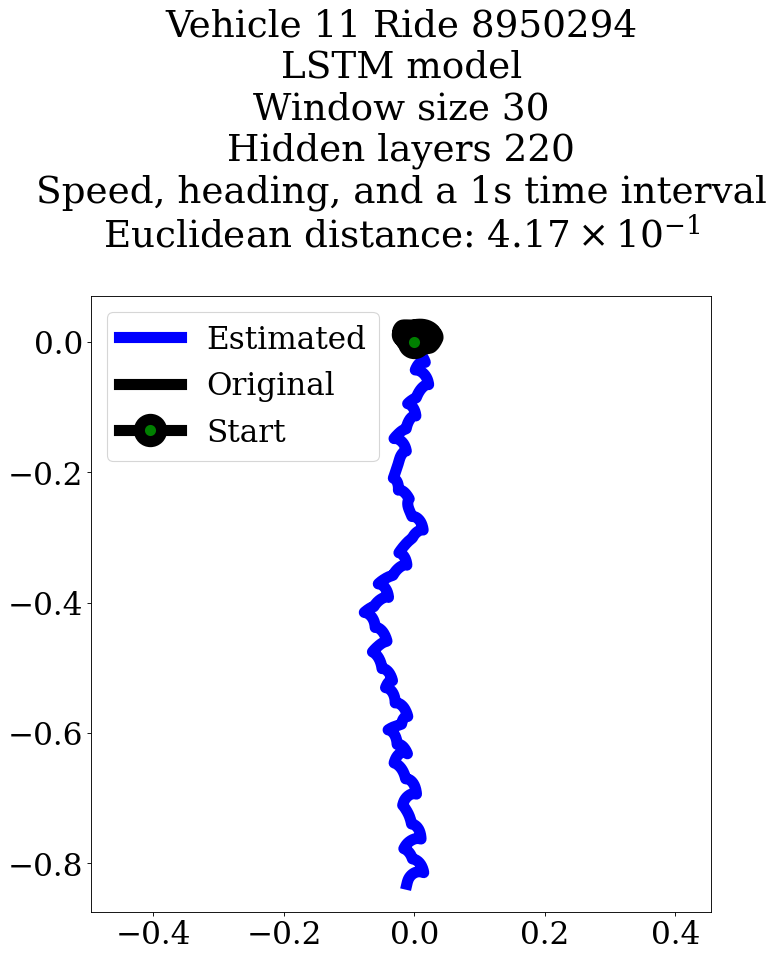 Vehicle 11 Ride 8950294
LSTM model
Window size 30
Hidden layers 220
Speed, heading, and a 1s time interval
Euclidean distance: 4.17 × 10⁻¹
Estimated
Original
Start
0.0
−0.2
−0.4
−0.6
−0.8
−0.4 −0.2 0.0 0.2 0.4